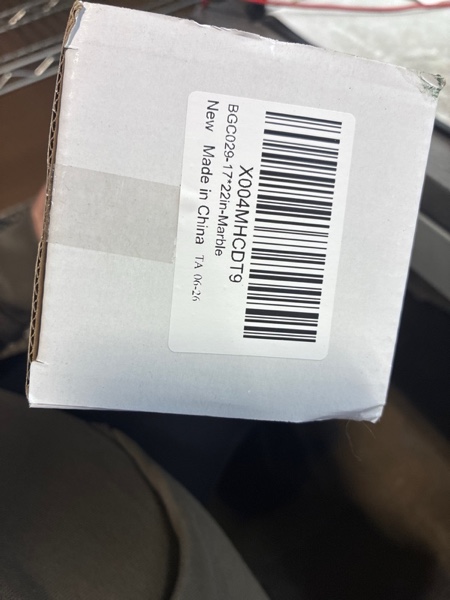 X004MHCDT9
BGC029-17*22in-Marble
New Made in China TA 06-26